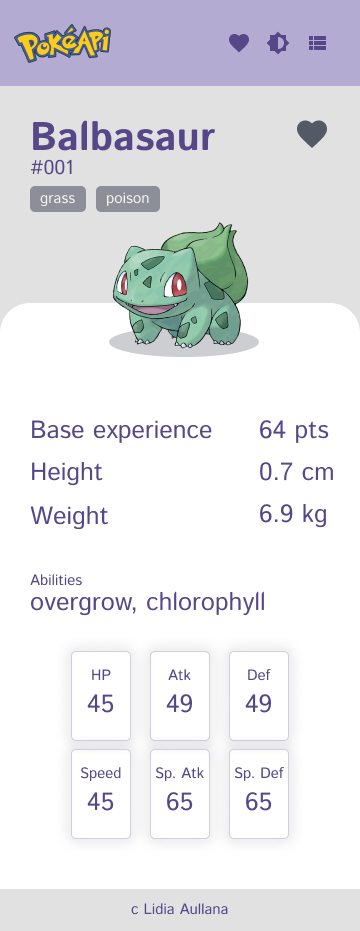 PokéApi
Balbasaur
#001
grass poison
Base experience 64 pts
Height 0.7 cm
Weight 6.9 kg
Abilities
overgrow, chlorophyll
HP Atk Def
45 49 49
Speed Sp. Atk Sp. Def
45 65 65
c Lidia Aullana